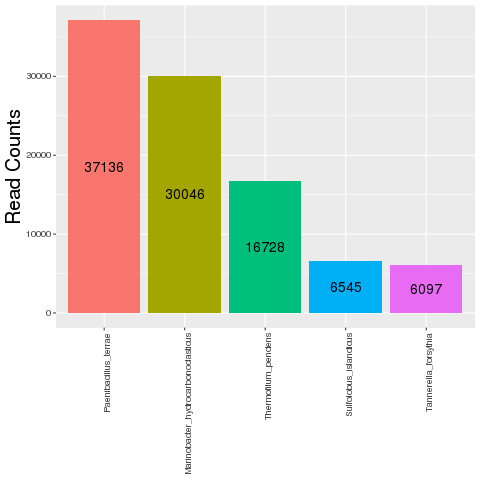 Read Counts
30000
20000
10000
0
37136
30046
16728
6545
6097
Paenibacillus_terrae
Marinobacter_hydrocarbonoclasticus
Thermofilum_pendens
Sulfolobus_islandicus
Tannerella_forsythia